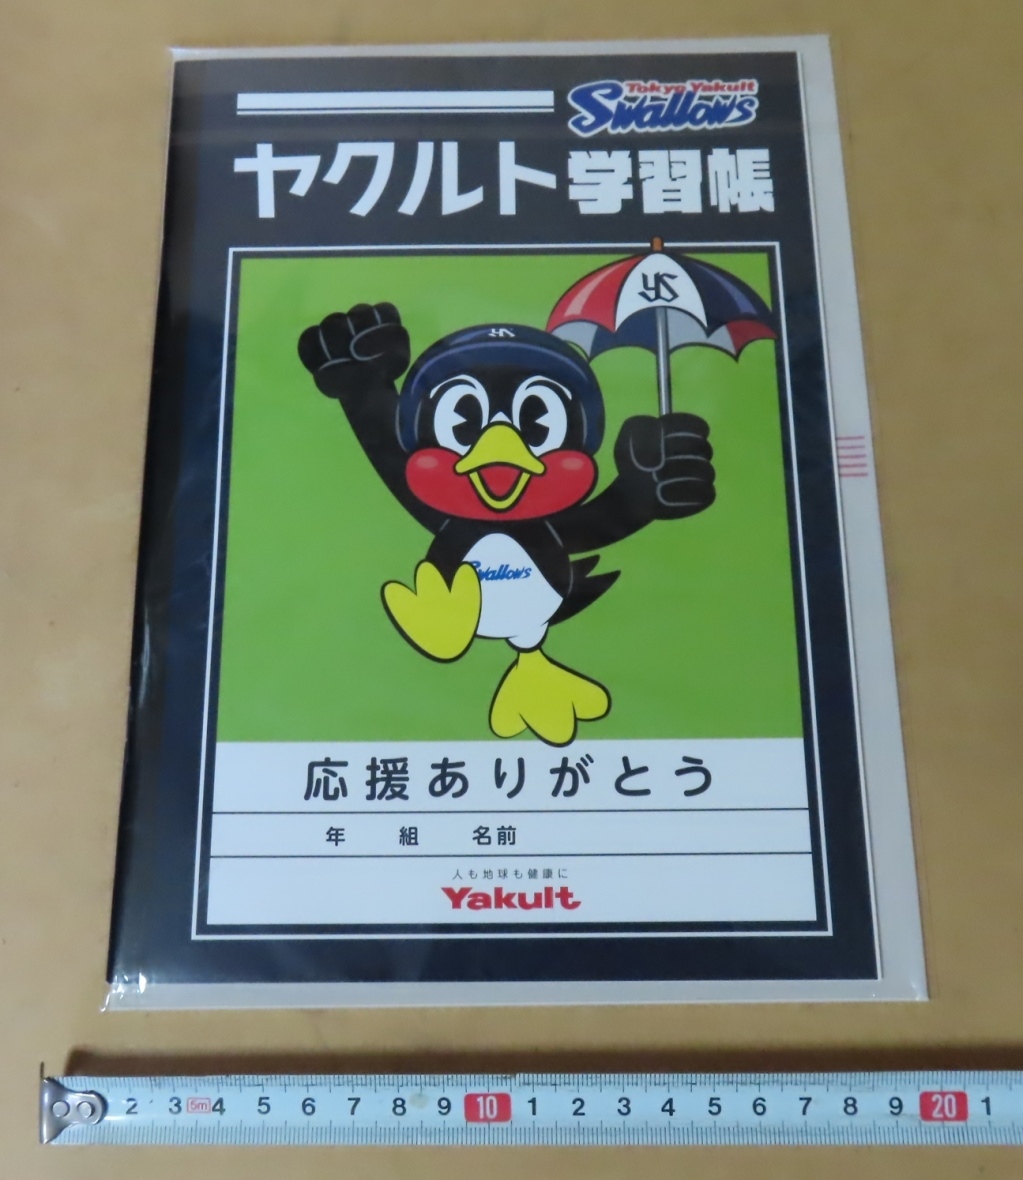 Tokyo Yakult
Swallows
ヤクルト学習帳
YS
YS
Swallows
応援ありがとう
年 組 名前
人も地球も健康に
Yakult
2 3 5m 4 5 6 7 8 9 10 1 2 3 4 5 6 7 8 9 20 1